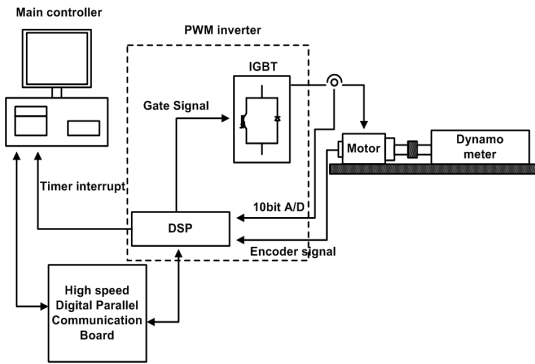 Main controller
PWM inverter
IGBT
Gate Signal
Motor
Dynamo
meter
Timer interrupt
10bit A/D
DSP
Encoder signal
High speed
Digital Parallel
Communication
Board